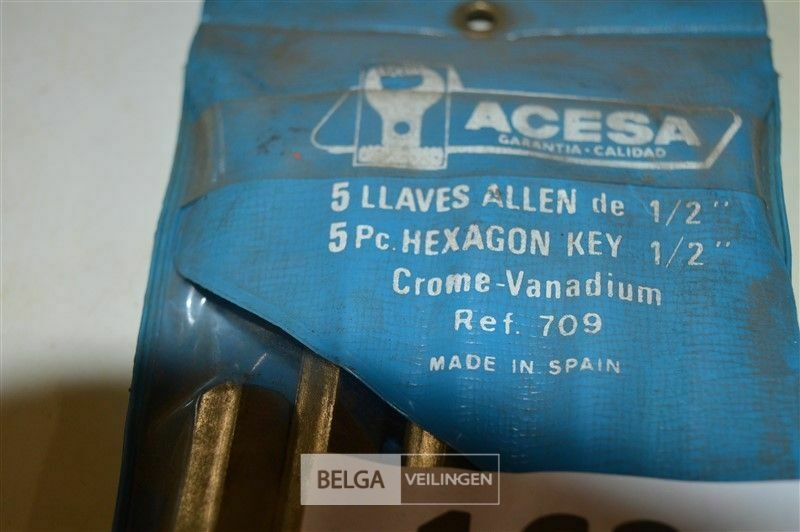 ACESA
GARANTIA · CALIDAD
5 LLAVES ALLEN de 1/2"
5 Pc. HEXAGON KEY 1/2"
Crome-Vanadium
Ref. 709
MADE IN SPAIN
BELGA VEILINGEN